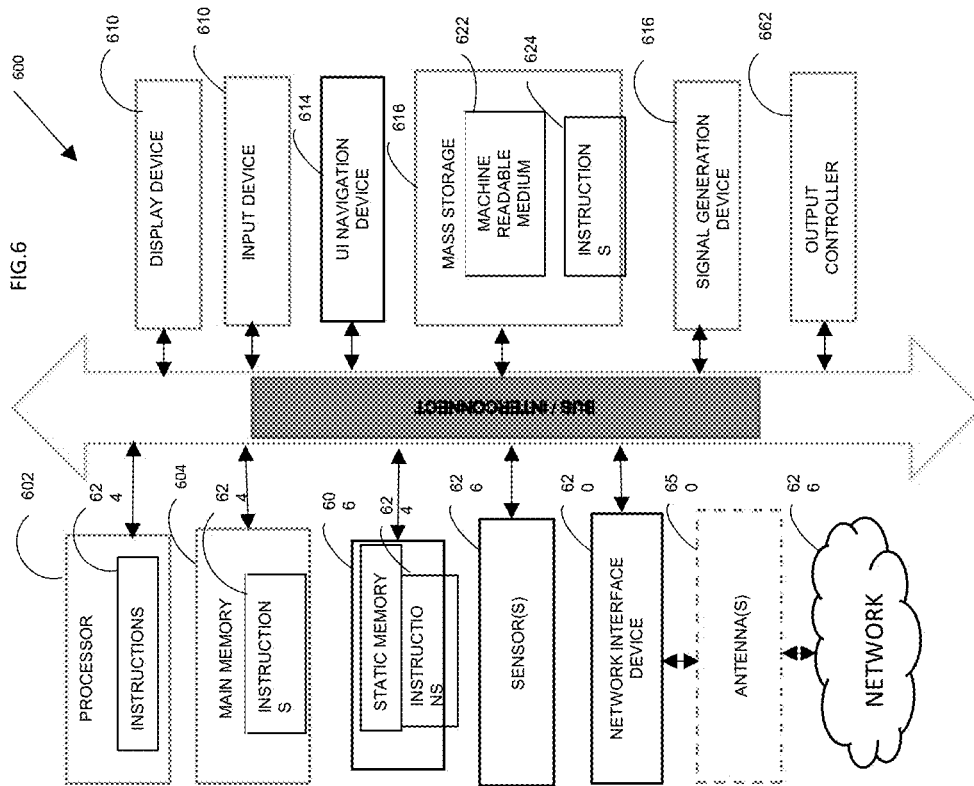 FIG.6
600
602
PROCESSOR
62
4
INSTRUCTIONS
604
MAIN MEMORY
62
4
INSTRUCTION
S
60
6
STATIC MEMORY
62
4
INSTRUCTIO
NS
62
6
SENSOR(S)
62
0
NETWORK INTERFACE
DEVICE
65
0
ANTENNA(S)
62
6
NETWORK
BUS / INTERCONNECT
610
DISPLAY DEVICE
610
INPUT DEVICE
614
UI NAVIGATION
DEVICE
616
MASS STORAGE
622
MACHINE
READABLE
MEDIUM
624
INSTRUCTION
S
616
SIGNAL GENERATION
DEVICE
662
OUTPUT
CONTROLLER